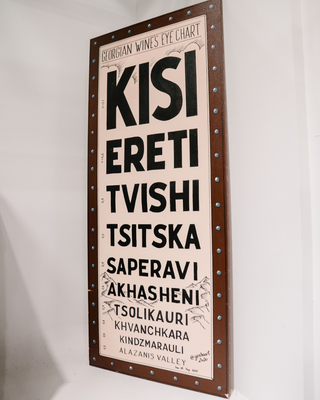 GEORGIAN WINES EYE CHART
KISI
ERETI
TVISHI
TSITSKA
SAPERAVI
AKHASHENI
TSOLIKAURI
KHVANCHKARA
KINDZMARAULI
ALAZANIS VALLEY